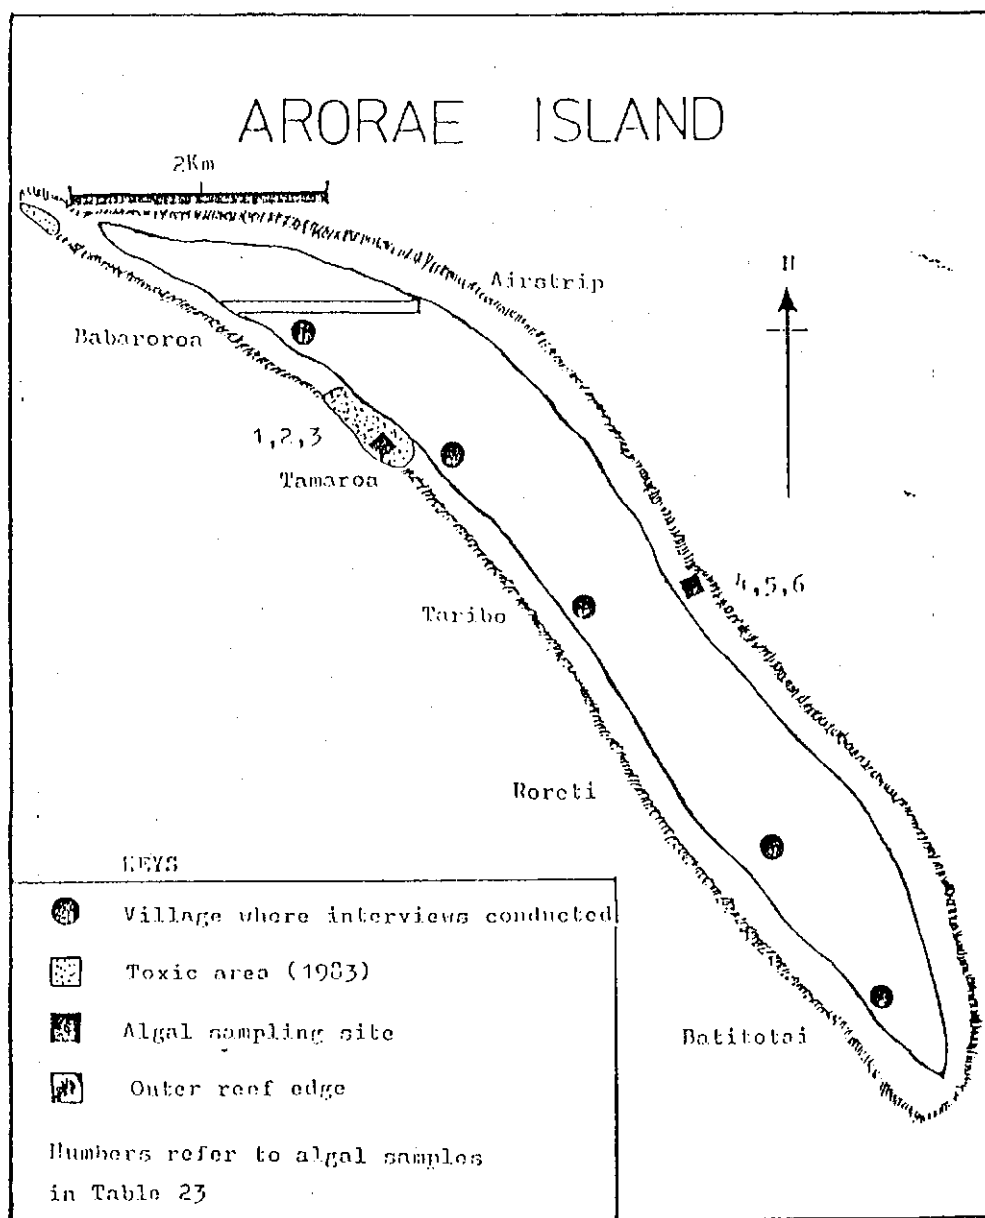 ARORAE ISLAND
2Km
Airstrip
N
Babaroroa
1,2,3
Tamaroa
4,5,6
Taribo
Roreti
Batitotai
KEYS
Village where interviews conducted
Toxic area (1983)
Algal sampling site
Outer reef edge
Numbers refer to algal samples
in Table 23